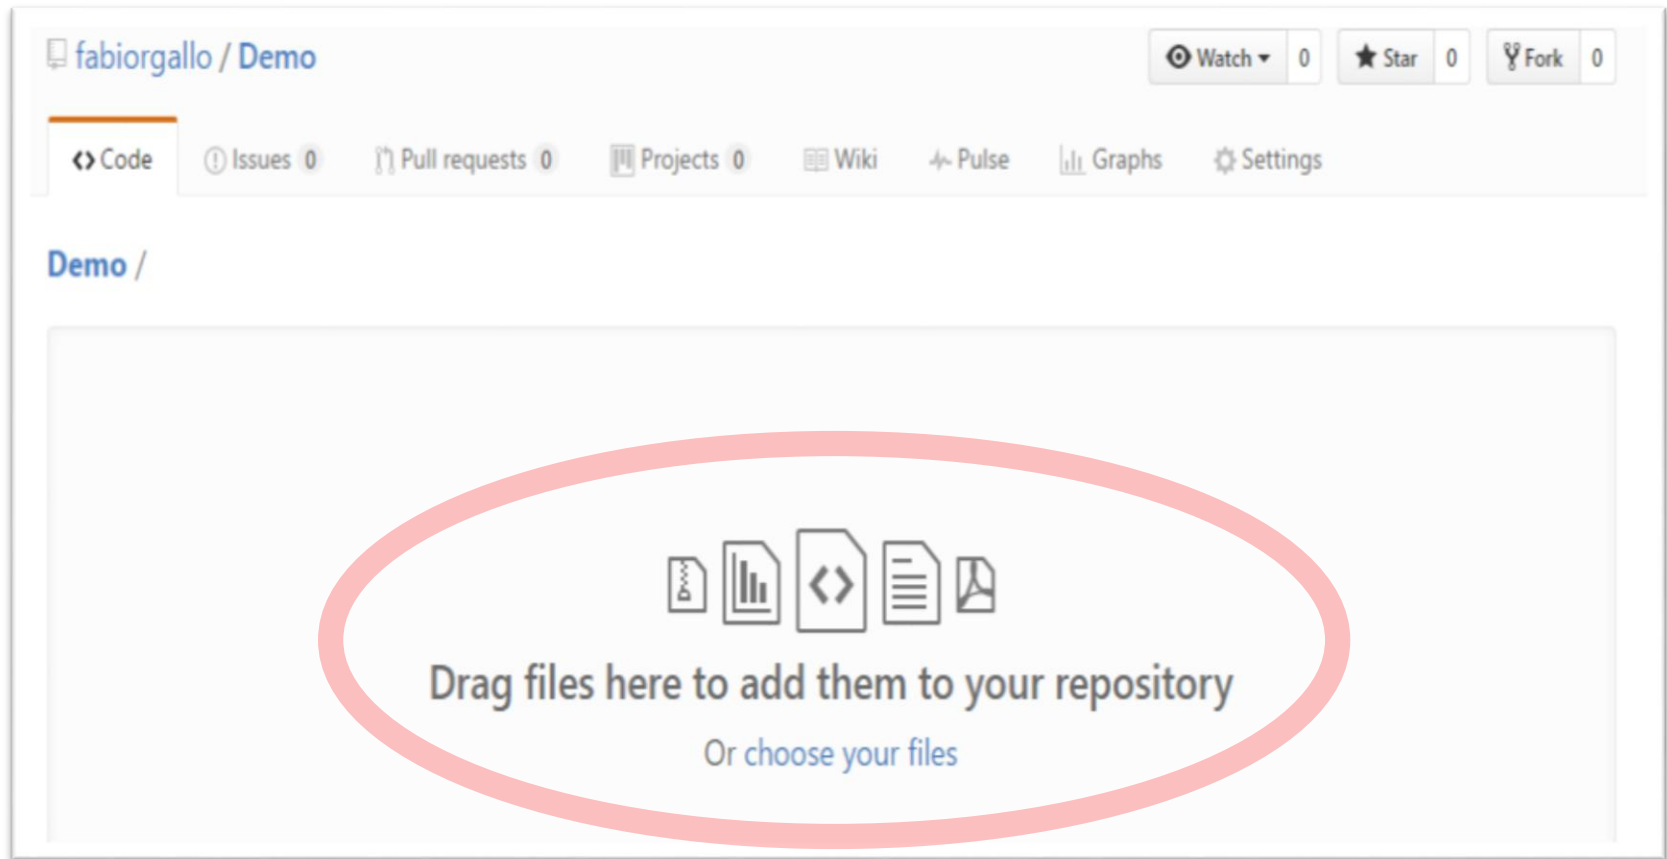 fabiorgallo / Demo
Watch 0 Star 0 Fork 0
Code Issues 0 Pull requests 0 Projects 0 Wiki Pulse Graphs Settings
Demo /
Drag files here to add them to your repository
Or choose your files